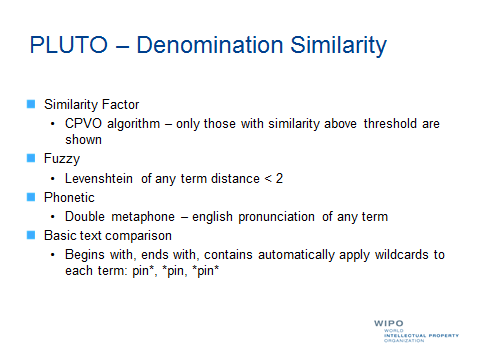 PLUTO – Denomination Similarity
Similarity Factor
• CPVO algorithm – only those with similarity above threshold are
shown
Fuzzy
• Levenshtein of any term distance < 2
Phonetic
• Double metaphone – english pronunciation of any term
Basic text comparison
• Begins with, ends with, contains automatically apply wildcards to
each term: pin*, *pin, *pin*
WIPO
WORLD
INTELLECTUAL PROPERTY
ORGANIZATION